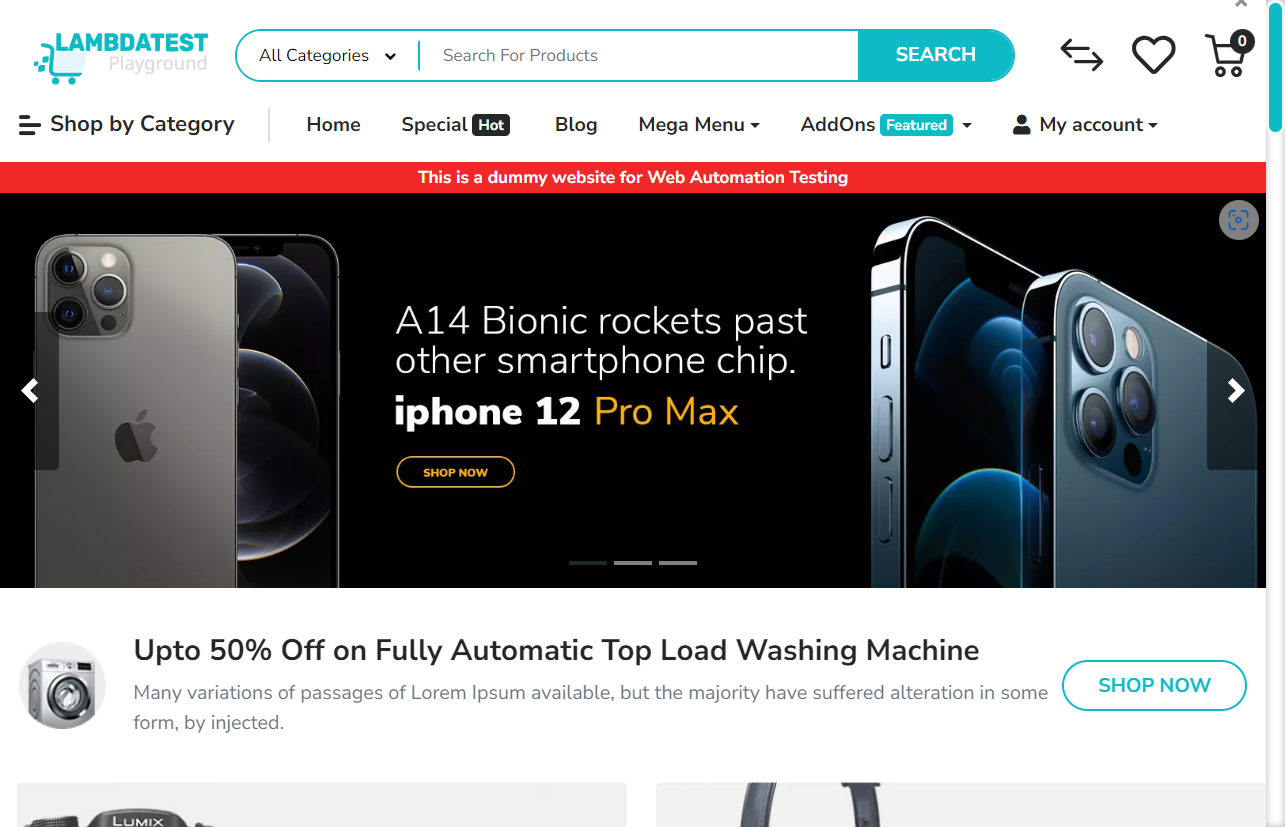 LAMBDATEST
Playground
All Categories
Search For Products
SEARCH
0
Shop by Category
Home
Special Hot
Blog
Mega Menu
AddOns Featured
My account
This is a dummy website for Web Automation Testing
A14 Bionic rockets past
other smartphone chip.
iphone 12 Pro Max
SHOP NOW
Upto 50% Off on Fully Automatic Top Load Washing Machine
Many variations of passages of Lorem Ipsum available, but the majority have suffered alteration in some
form, by injected.
SHOP NOW
LUMIX